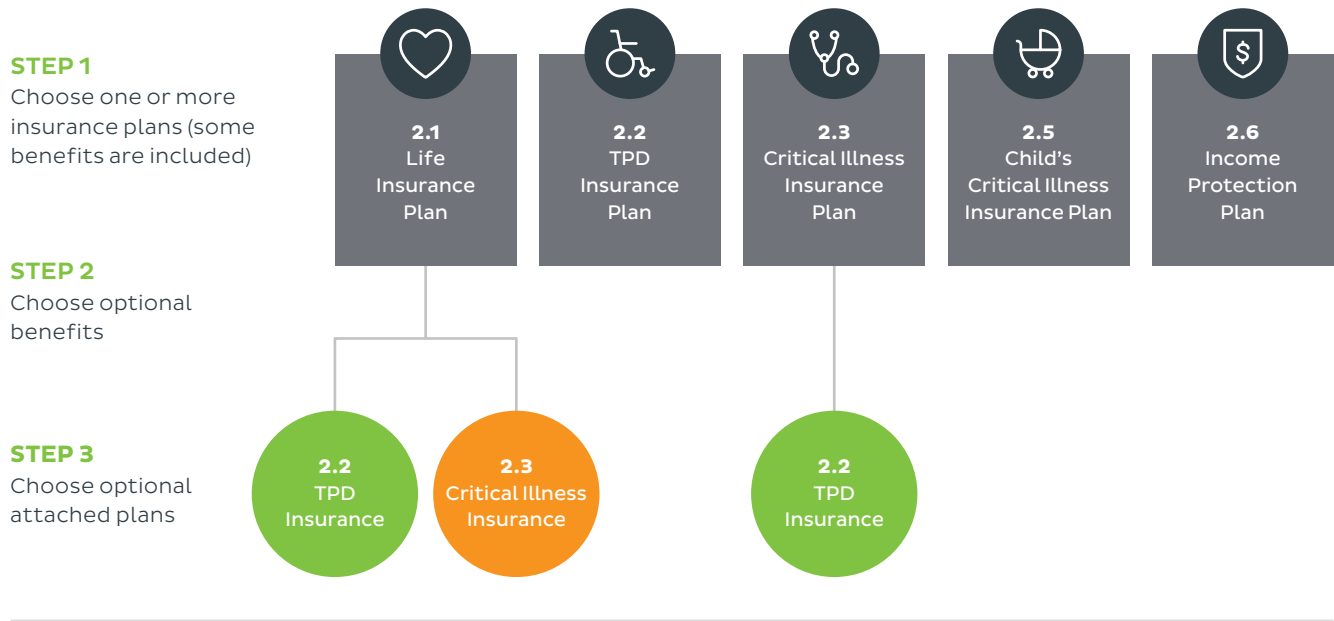 STEP 1
Choose one or more
insurance plans (some
benefits are included)
2.1
Life
Insurance
Plan
2.2
TPD
Insurance
Plan
2.3
Critical Illness
Insurance
Plan
2.5
Child’s
Critical Illness
Insurance Plan
$
2.6
Income
Protection
Plan
STEP 2
Choose optional
benefits
STEP 3
Choose optional
attached plans
2.2
TPD
Insurance
2.3
Critical Illness
Insurance
2.2
TPD
Insurance